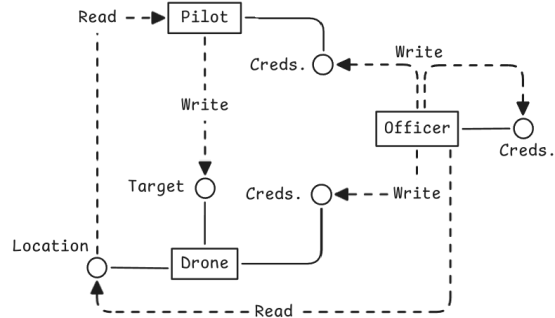 Read
Pilot
Write
Creds.
Write
Officer
Creds.
Target
Creds.
Write
Location
Drone
Read